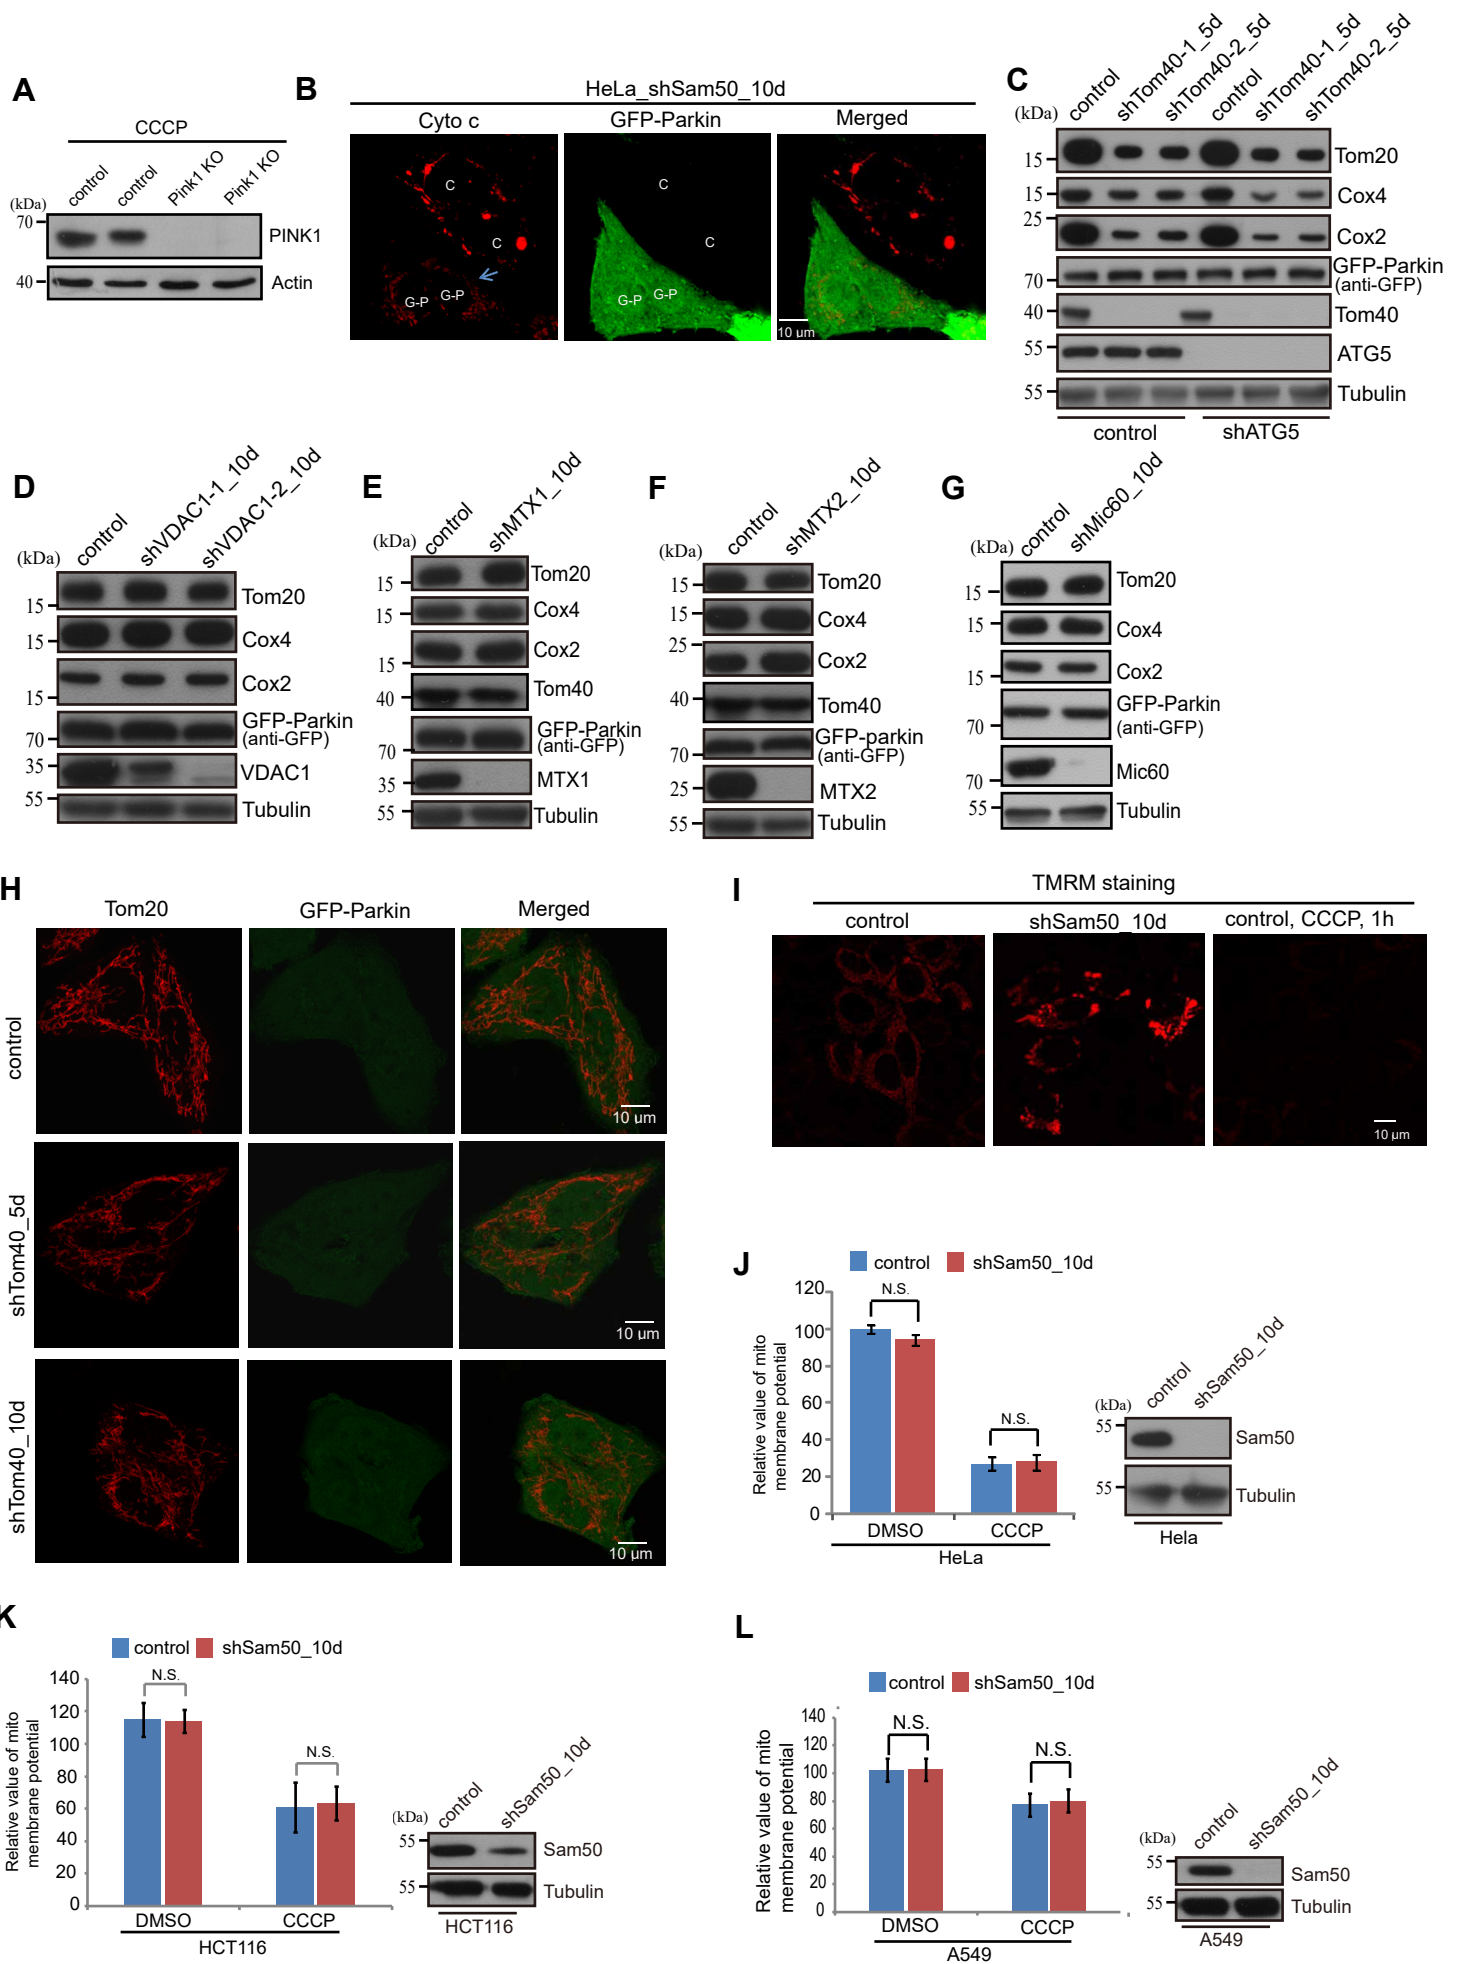 A
CCCP
control
control
Pink1 KO
Pink1 KO
(kDa)
70
PINK1
40
Actin
B
HeLa_shSam50_10d
Cyto c
GFP-Parkin
Merged
C
C
G-P
G-P
C
C
G-P
G-P
10 µm
C
control
shTom40-1_5d
shTom40-2_5d
control
shTom40-1_5d
shTom40-2_5d
(kDa)
15
Tom20
15
Cox4
25
Cox2
70
GFP-Parkin
(anti-GFP)
40
Tom40
55
ATG5
55
Tubulin
control
shATG5
D
control
shVDAC1-1_10d
shVDAC1-2_10d
(kDa)
15
Tom20
15
Cox4
15
Cox2
70
GFP-Parkin
(anti-GFP)
35
VDAC1
55
Tubulin
E
control
shMTX1_10d
(kDa)
15
Tom20
Cox4
15
Cox2
40
Tom40
70
GFP-Parkin
(anti-GFP)
35
MTX1
55
Tubulin
F
control
shMTX2_10d
(kDa)
15
Tom20
15
Cox4
25
Cox2
40
Tom40
70
GFP-parkin
(anti-GFP)
25
MTX2
55
Tubulin
G
control
shMic60_10d
(kDa)
15
Tom20
15
Cox4
15
Cox2
70
GFP-Parkin
(anti-GFP)
70
Mic60
55
Tubulin
H
Tom20
GFP-Parkin
Merged
control
10 µm
shTom40_5d
10 µm
shTom40_10d
10 µm
I
TMRM staining
control
shSam50_10d
control, CCCP, 1h
10 µm
J
control
shSam50_10d
Relative value of mito
membrane potential
120
100
80
60
40
20
0
N.S.
N.S.
DMSO
CCCP
HeLa
control
shSam50_10d
(kDa)
55
Sam50
55
Tubulin
Hela
K
control
shSam50_10d
Relative value of mito
membrane potential
140
120
100
80
60
40
20
0
N.S.
N.S.
DMSO
CCCP
HCT116
control
shSam50_10d
(kDa)
55
Sam50
55
Tubulin
HCT116
L
control
shSam50_10d
Relative value of mito
membrane potential
140
120
100
80
60
40
20
0
N.S.
N.S.
DMSO
CCCP
A549
control
shSam50_10d
(kDa)
55
Sam50
55
Tubulin
A549